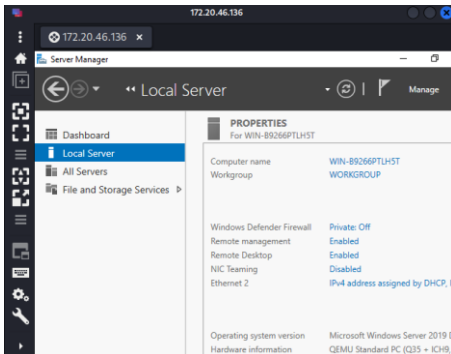 172.20.46.136
172.20.46.136 ×
Server Manager
Local Server
Manage
Dashboard
Local Server
All Servers
File and Storage Services
PROPERTIES
For WIN-B9266PTLH5T
Computer name WIN-B9266PTLH5T
Workgroup WORKGROUP
Windows Defender Firewall Private: Off
Remote management Enabled
Remote Desktop Enabled
NIC Teaming Disabled
Ethernet 2 IPv4 address assigned by DHCP,
Operating system version Microsoft Windows Server 2019
Hardware information QEMU Standard PC (Q35 + ICH9,